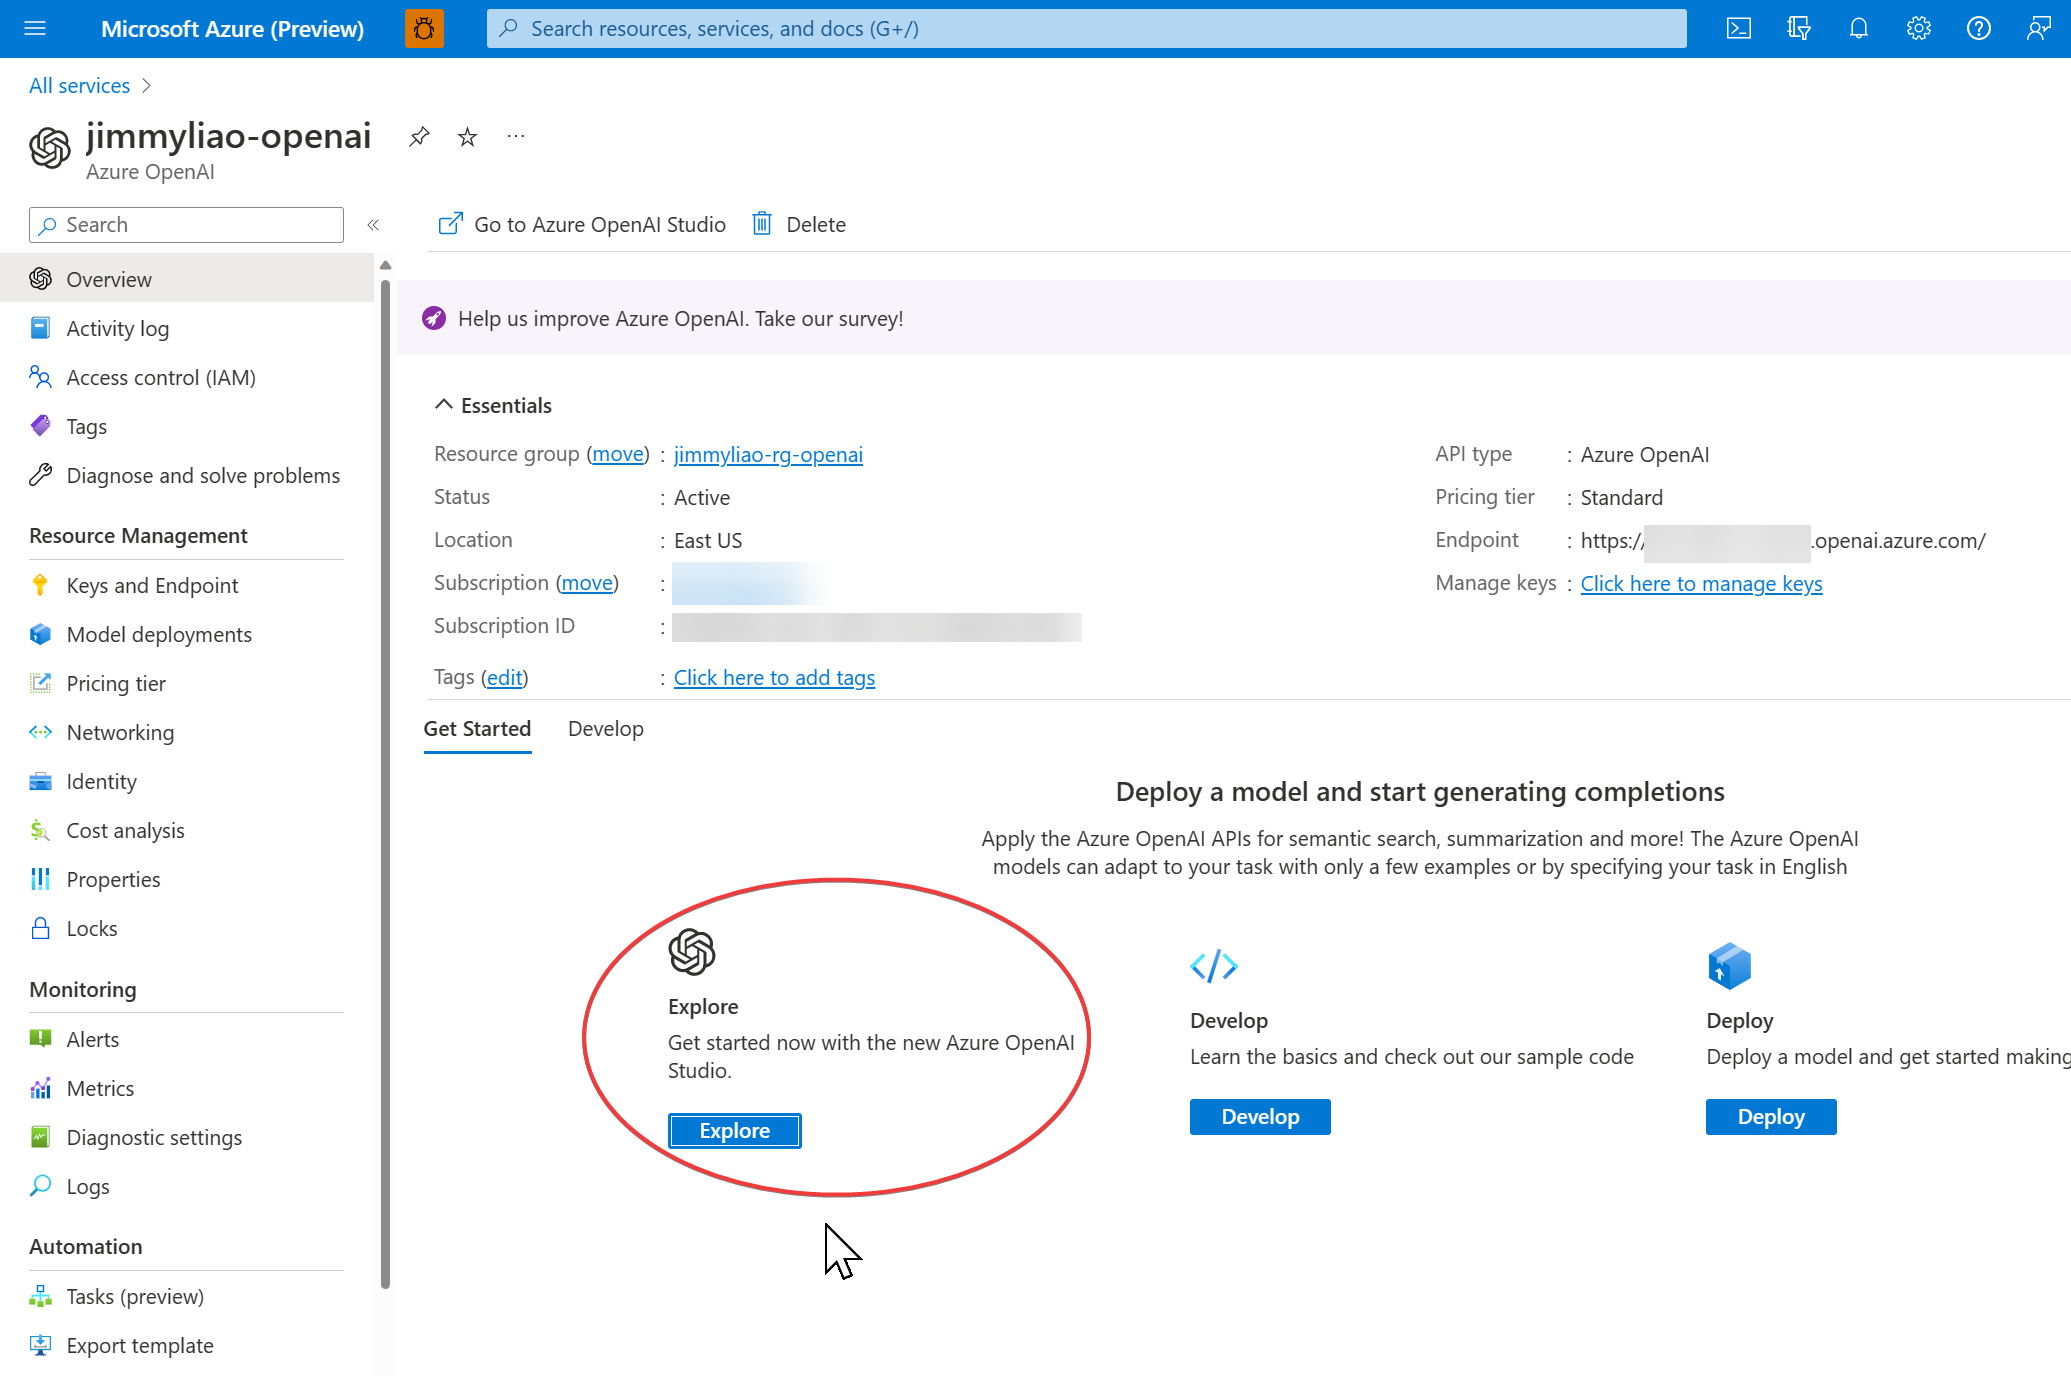 Microsoft Azure (Preview)
Search resources, services, and docs (G+/)
All services
jimmyliao-openai
Azure OpenAI
Search
Go to Azure OpenAI Studio
Delete
Overview
Activity log
Access control (IAM)
Tags
Diagnose and solve problems
Resource Management
Keys and Endpoint
Model deployments
Pricing tier
Networking
Identity
Cost analysis
Properties
Locks
Monitoring
Alerts
Metrics
Diagnostic settings
Logs
Automation
Tasks (preview)
Export template
Help us improve Azure OpenAI. Take our survey!
Essentials
Resource group (move) : jimmyliao-rg-openai
Status : Active
Location : East US
Subscription (move) :
Subscription ID :
Tags (edit) : Click here to add tags
API type : Azure OpenAI
Pricing tier : Standard
Endpoint : https:// .openai.azure.com/
Manage keys : Click here to manage keys
Get Started
Develop
Deploy a model and start generating completions
Apply the Azure OpenAI APIs for semantic search, summarization and more! The Azure OpenAI
models can adapt to your task with only a few examples or by specifying your task in English
Explore
Get started now with the new Azure OpenAI
Studio.
Explore
Develop
Learn the basics and check out our sample code
Develop
Deploy
Deploy a model and get started making
Deploy